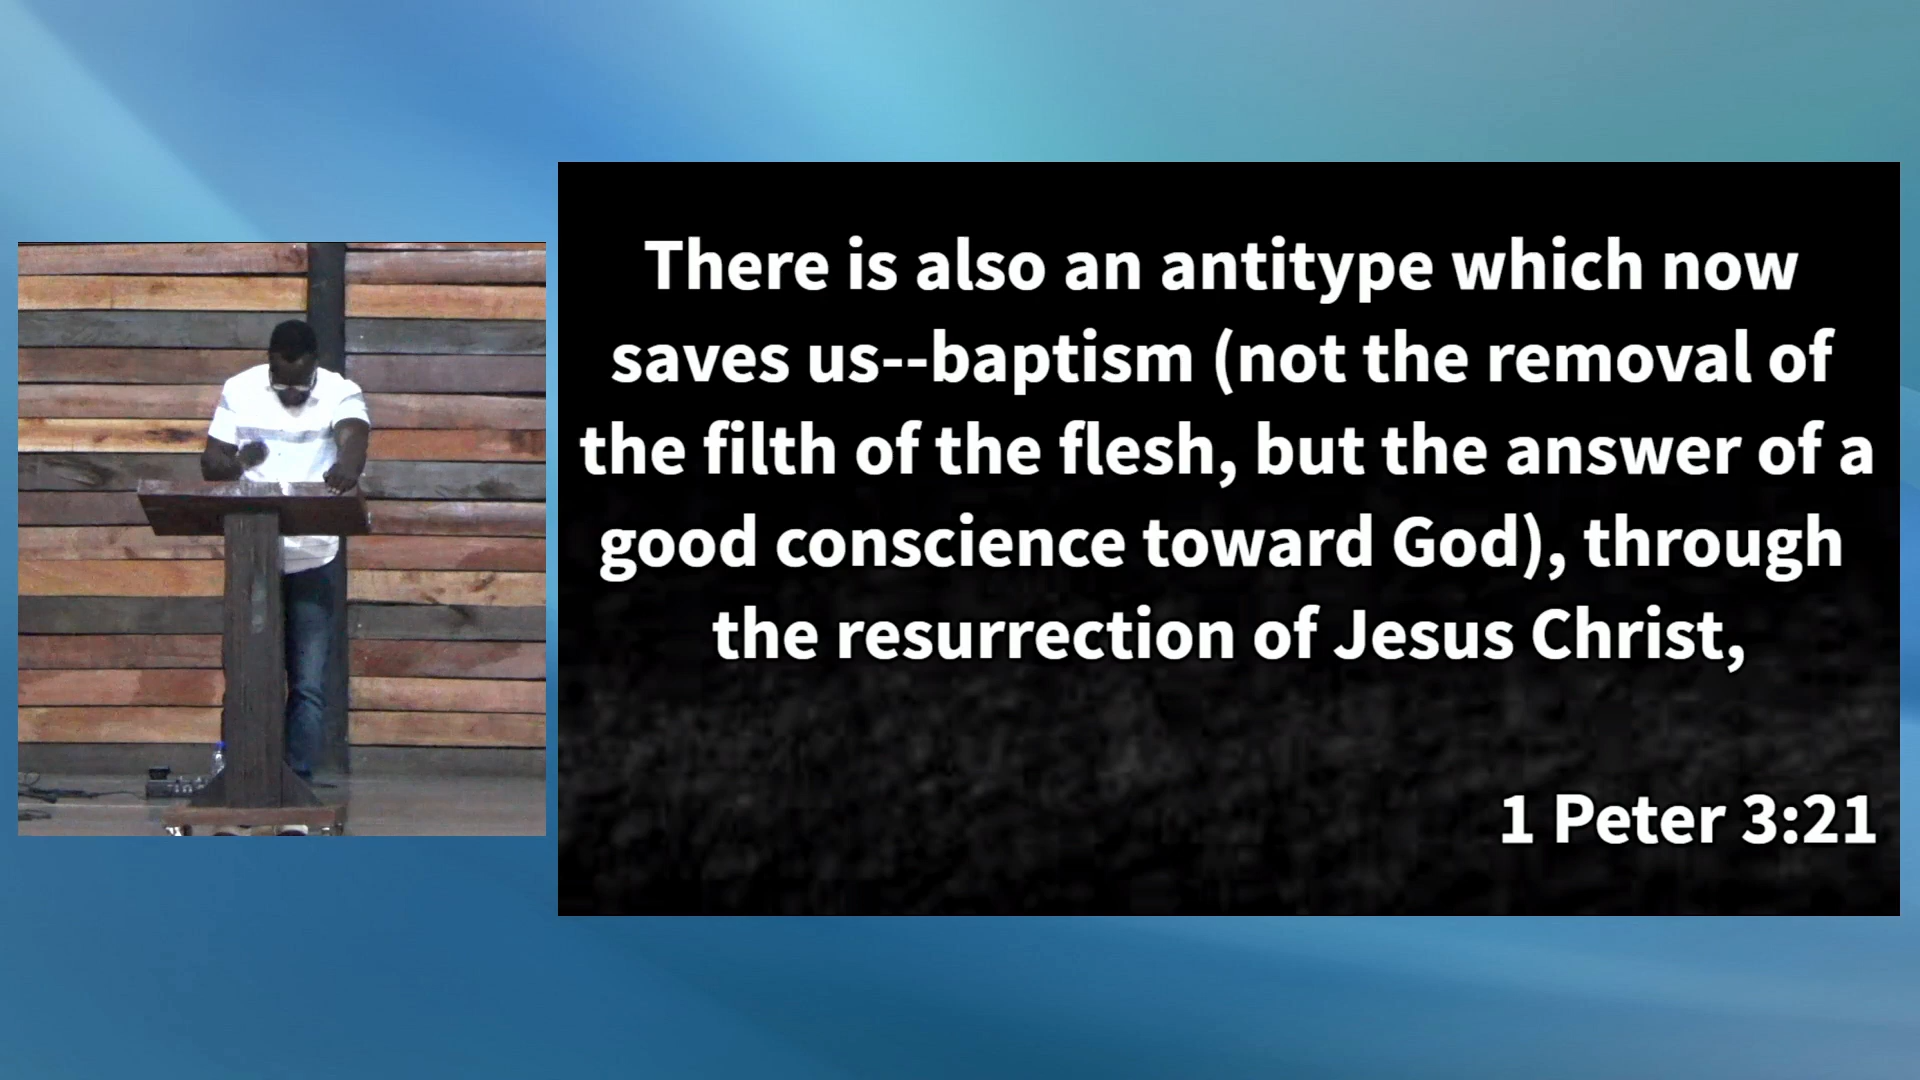 There is also an antitype which now
saves us--baptism (not the removal of
the filth of the flesh, but the answer of a
good conscience toward God), through
the resurrection of Jesus Christ,
1 Peter 3:21